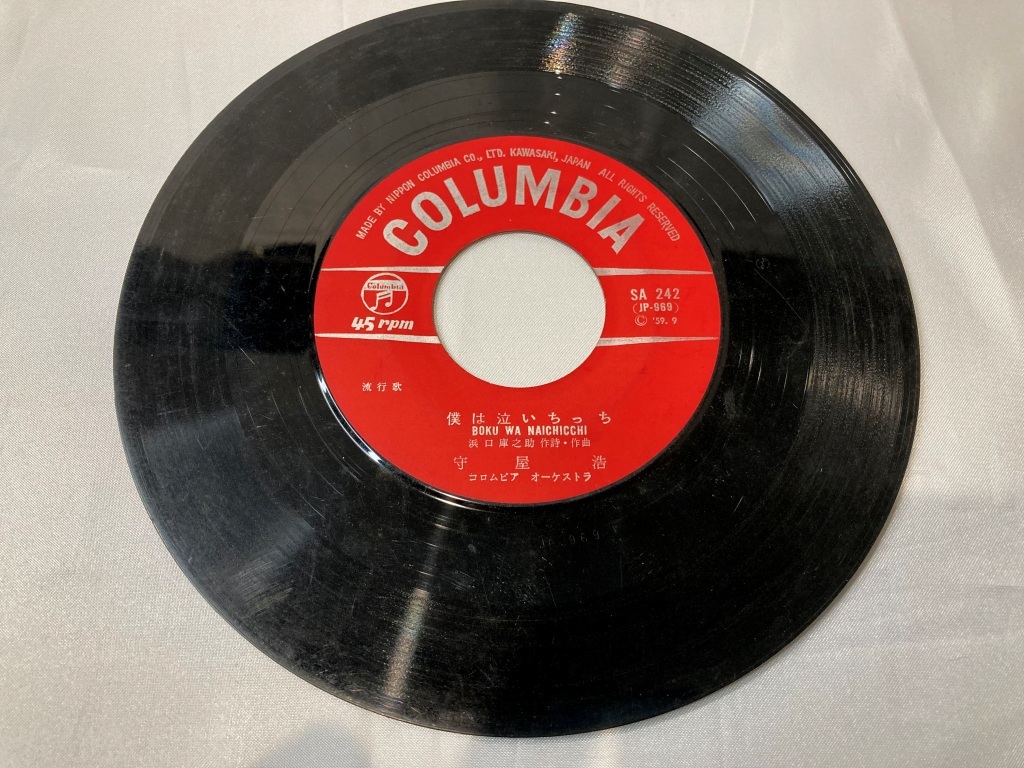 MADE BY NIPPON COLUMBIA CO., LTD. KAWASAKI, JAPAN ALL RIGHTS RESERVED
COLUMBIA
Columbia
45 rpm
SA 242
(JP-969)
© '59. 9
流行歌
僕は泣いちっち
BOKU WA NAICHICCHI
浜口庫之助 作詩・作曲
守屋浩
コロムビア オーケストラ
JP-969